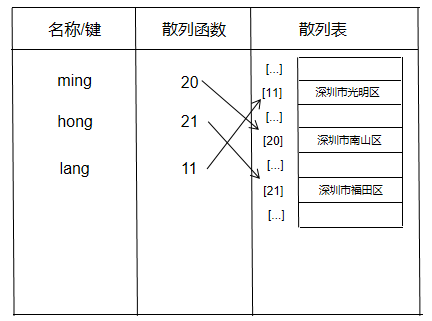 名称/键 散列函数 散列表
[...]
ming 20 [11] 深圳市光明区
hong 21 [...]
[20] 深圳市南山区
lang 11 [...]
[21] 深圳市福田区
[...]